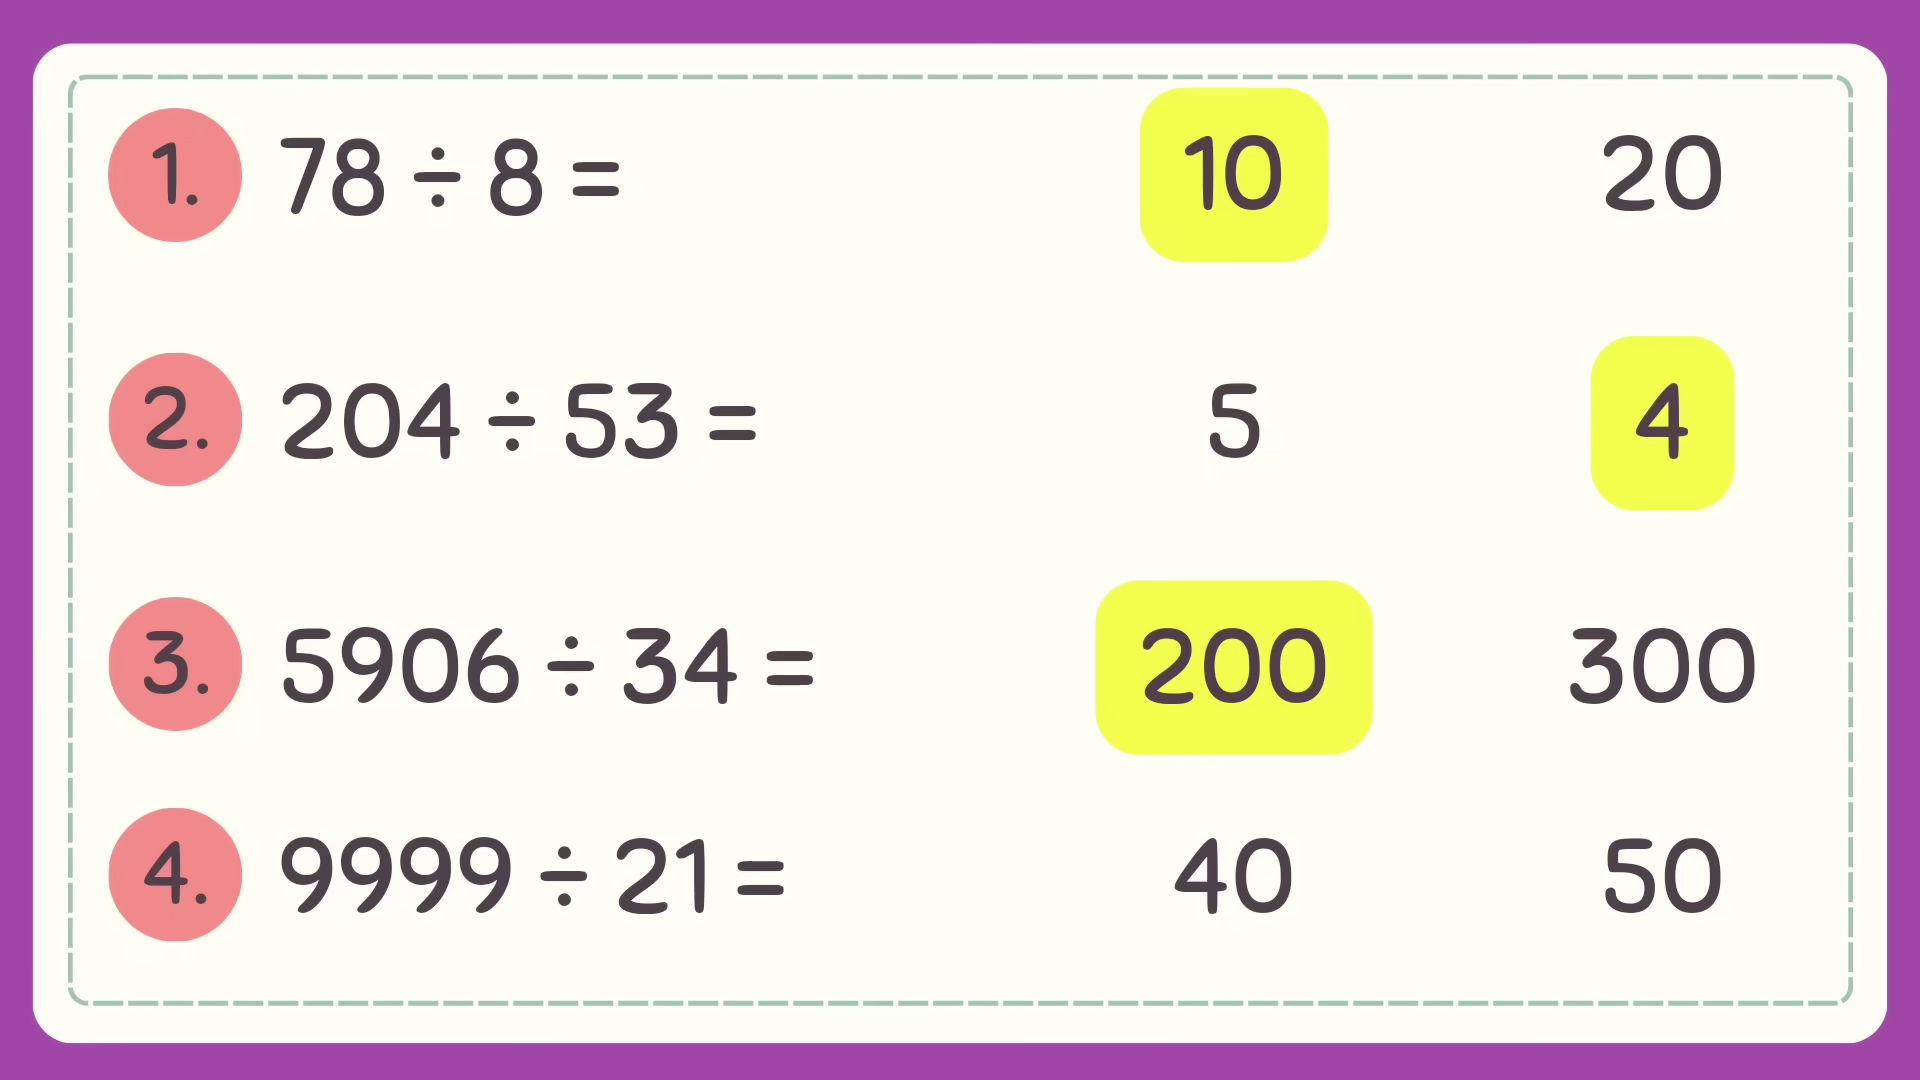 1. 78 ÷ 8 = 10 20
2. 204 ÷ 53 = 5 4
3. 5906 ÷ 34 = 200 300
4. 9999 ÷ 21 = 40 50